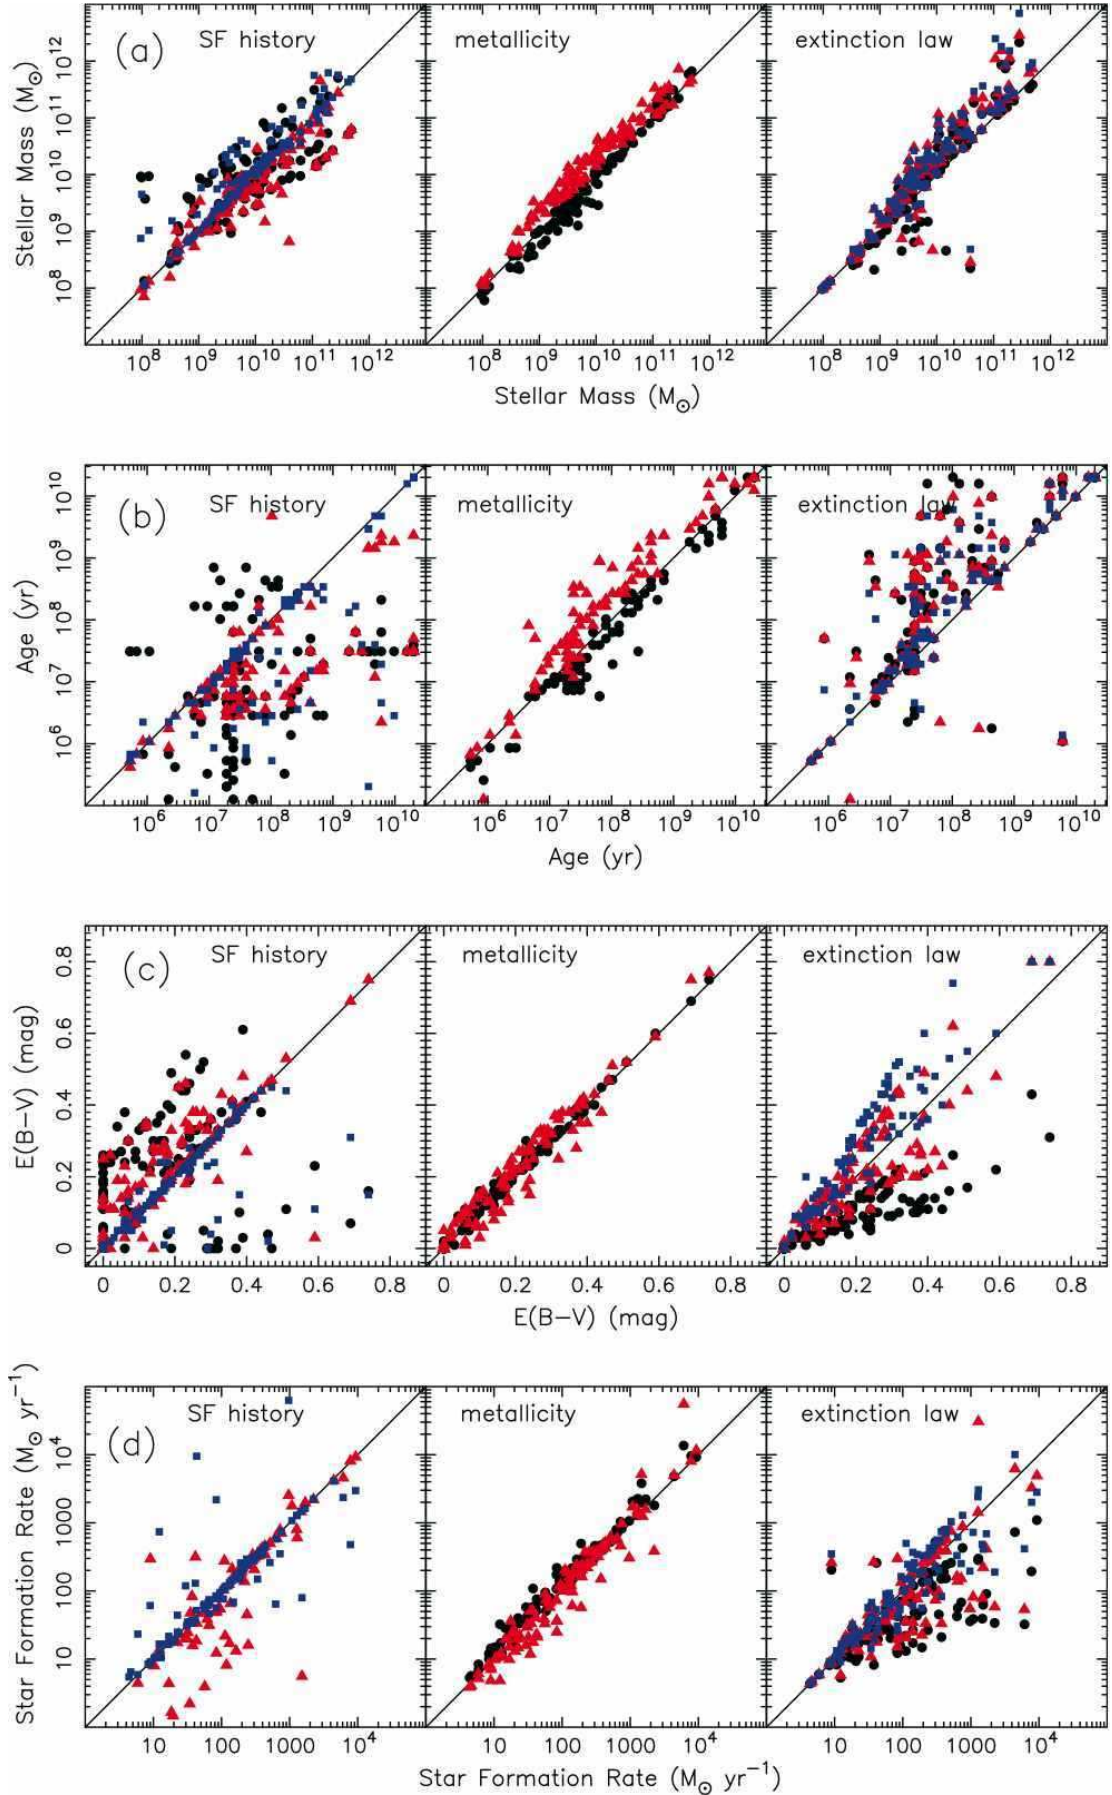 (a) SF history metallicity extinction law
Stellar Mass (M⊙) Stellar Mass (M⊙)
10¹²
10¹¹
10¹⁰
10⁹
10⁸
10⁸ 10⁹ 10¹⁰ 10¹¹ 10¹² 10⁸ 10⁹ 10¹⁰ 10¹¹ 10¹² 10⁸ 10⁹ 10¹⁰ 10¹¹ 10¹²
Stellar Mass (M⊙)
(b) SF history metallicity extinction law
Age (yr)
10¹⁰
10⁹
10⁸
10⁷
10⁶
10⁶ 10⁷ 10⁸ 10⁹ 10¹⁰ 10⁶ 10⁷ 10⁸ 10⁹ 10¹⁰ 10⁶ 10⁷ 10⁸ 10⁹ 10¹⁰
Age (yr)
(c) SF history metallicity extinction law
E(B−V) (mag)
0.8
0.6
0.4
0.2
0
0 0.2 0.4 0.6 0.8 0 0.2 0.4 0.6 0.8 0 0.2 0.4 0.6 0.8
E(B−V) (mag)
(d) SF history metallicity extinction law
Star Formation Rate (M⊙ yr⁻¹)
10⁴
1000
100
10
10 100 1000 10⁴ 10 100 1000 10⁴ 10 100 1000 10⁴
Star Formation Rate (M⊙ yr⁻¹)